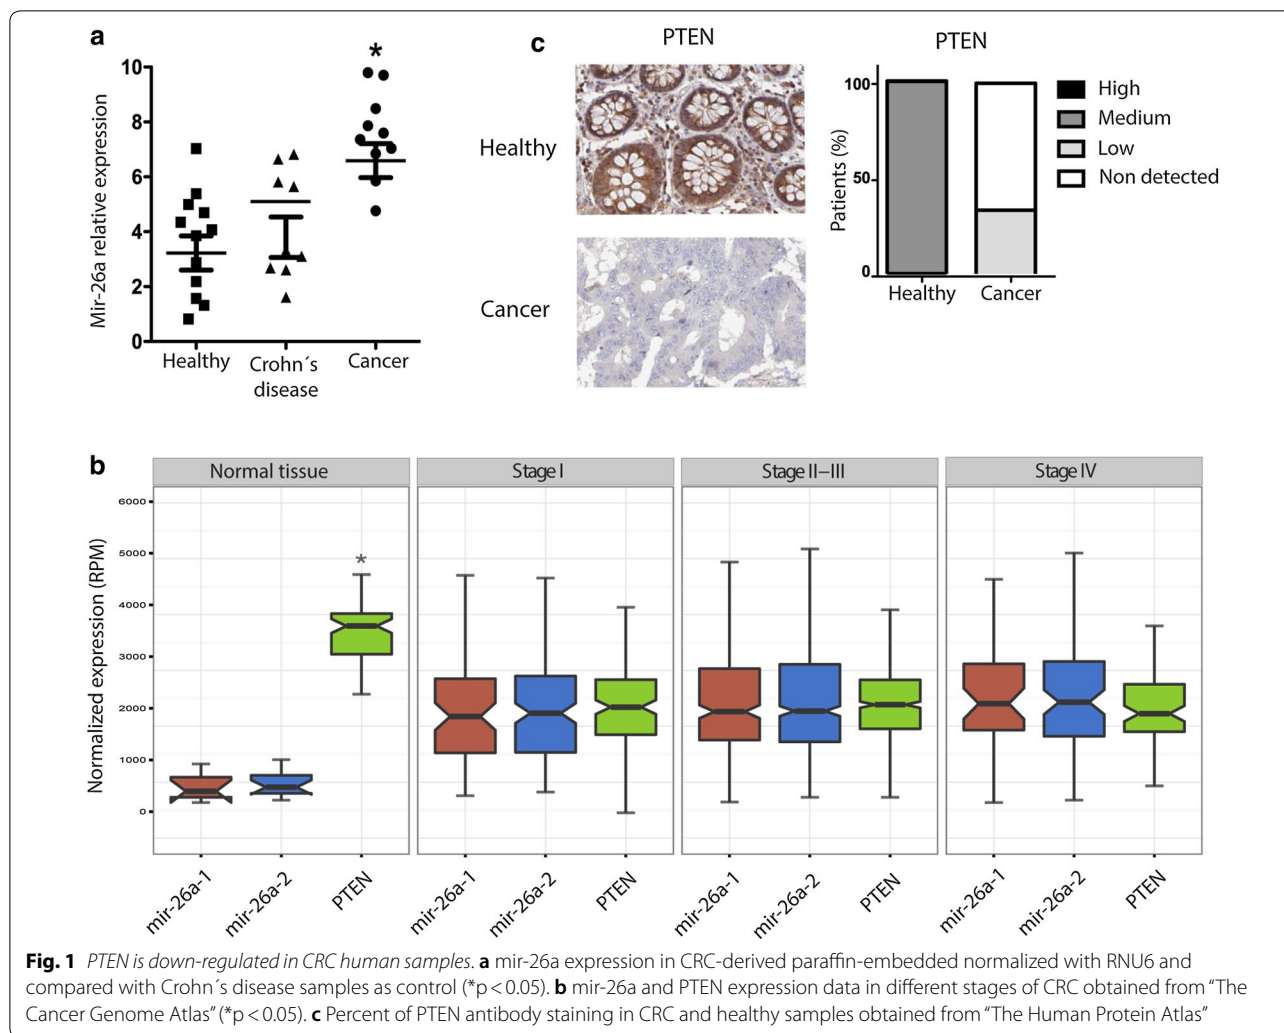 a
*
10
8
6
4
2
0
Mir-26a relative expression
Healthy
Crohn´s
disease
Cancer
c
PTEN
Healthy
Cancer
PTEN
100
50
0
Patients (%)
Healthy
Cancer
High
Medium
Low
Non detected
b
Normal tissue
Stage I
Stage II–III
Stage IV
6000
5000
4000
3000
2000
1000
0
Normalized expression (RPM)
*
mir-26a-1
mir-26a-2
PTEN
mir-26a-1
mir-26a-2
PTEN
mir-26a-1
mir-26a-2
PTEN
mir-26a-1
mir-26a-2
PTEN
Fig. 1 PTEN is down-regulated in CRC human samples. a mir-26a expression in CRC-derived paraffin-embedded normalized with RNU6 and
compared with Crohn´s disease samples as control (*p < 0.05). b mir-26a and PTEN expression data in different stages of CRC obtained from “The
Cancer Genome Atlas” (*p < 0.05). c Percent of PTEN antibody staining in CRC and healthy samples obtained from “The Human Protein Atlas”